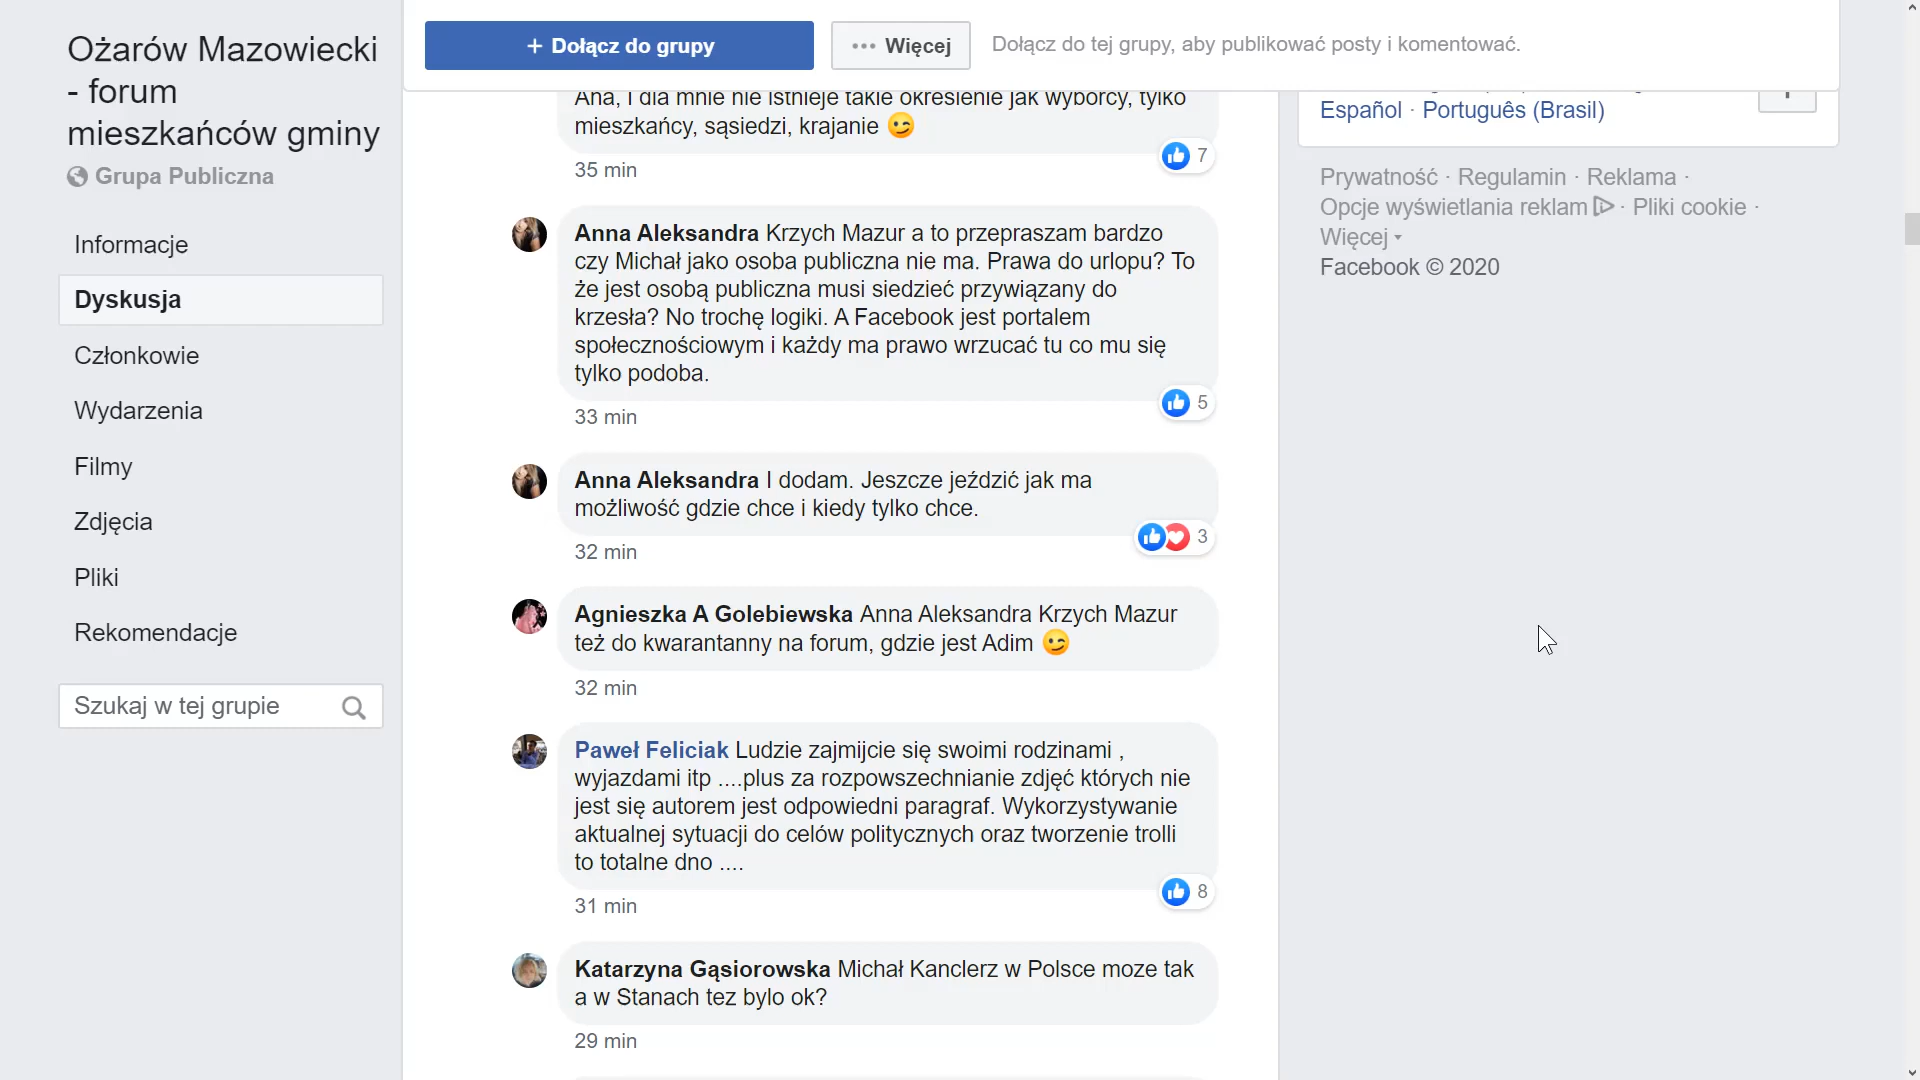 Ożarów Mazowiecki
- forum
mieszkańców gminy
Grupa Publiczna
Informacje
Dyskusja
Członkowie
Wydarzenia
Filmy
Zdjęcia
Pliki
Rekomendacje
Szukaj w tej grupie
+ Dołącz do grupy
··· Więcej
Dołącz do tej grupy, aby publikować posty i komentować.
Aha, I dla mnie nie istnieje takie określenie jak wyborcy, tylko
mieszkańcy, sąsiedzi, krajanie 😉
7
35 min
Anna Aleksandra Krzych Mazur a to przepraszam bardzo
czy Michał jako osoba publiczna nie ma. Prawa do urlopu? To
że jest osobą publiczna musi siedzieć przywiązany do
krzesła? No trochę logiki. A Facebook jest portalem
społecznościowym i każdy ma prawo wrzucać tu co mu się
tylko podoba.
5
33 min
Anna Aleksandra I dodam. Jeszcze jeździć jak ma
możliwość gdzie chce i kiedy tylko chce.
3
32 min
Agnieszka A Golebiewska Anna Aleksandra Krzych Mazur
też do kwarantanny na forum, gdzie jest Adim 😉
32 min
Paweł Feliciak Ludzie zajmijcie się swoimi rodzinami ,
wyjazdami itp ....plus za rozpowszechnianie zdjęć których nie
jest się autorem jest odpowiedni paragraf. Wykorzystywanie
aktualnej sytuacji do celów politycznych oraz tworzenie trolli
to totalne dno ....
8
31 min
Katarzyna Gąsiorowska Michał Kanclerz w Polsce moze tak
a w Stanach tez bylo ok?
29 min
Español · Português (Brasil)
Prywatność · Regulamin · Reklama ·
Opcje wyświetlania reklam · Pliki cookie ·
Więcej
Facebook © 2020